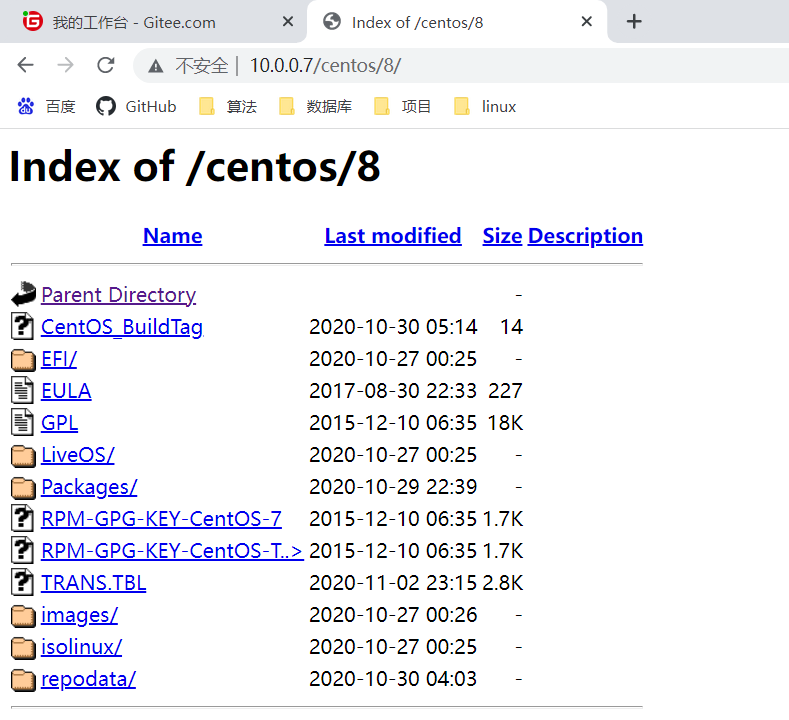 我的工作台 - Gitee.com
Index of /centos/8
不安全 | 10.0.0.7/centos/8/
百度 GitHub 算法 数据库 项目 linux
Index of /centos/8
Name Last modified Size Description
Parent Directory -
CentOS_BuildTag 2020-10-30 05:14 14
EFI/ 2020-10-27 00:25 -
EULA 2017-08-30 22:33 227
GPL 2015-12-10 06:35 18K
LiveOS/ 2020-10-27 00:25 -
Packages/ 2020-10-29 22:39 -
RPM-GPG-KEY-CentOS-7 2015-12-10 06:35 1.7K
RPM-GPG-KEY-CentOS-T..> 2015-12-10 06:35 1.7K
TRANS.TBL 2020-11-02 23:15 2.8K
images/ 2020-10-27 00:26 -
isolinux/ 2020-10-27 00:25 -
repodata/ 2020-10-30 04:03 -